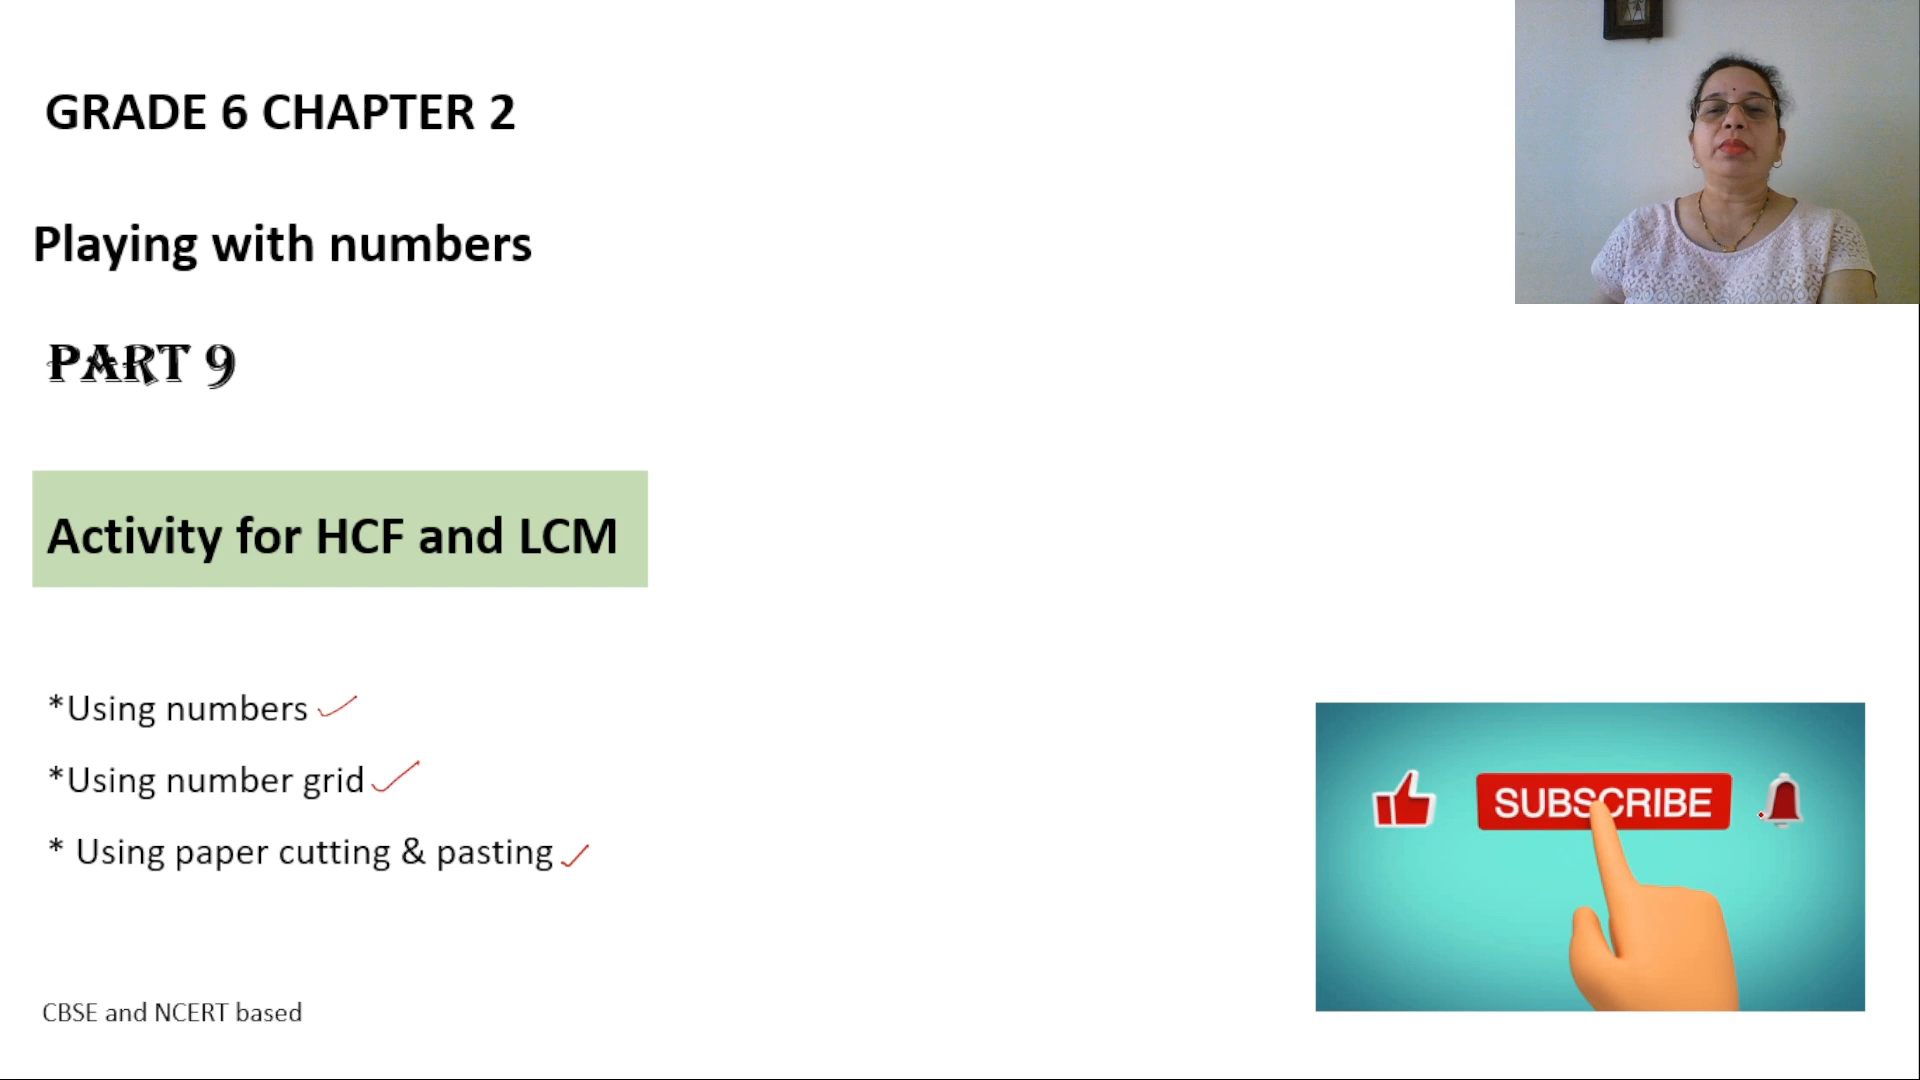 GRADE 6 CHAPTER 2
Playing with numbers
PART 9
Activity for HCF and LCM
*Using numbers
*Using number grid
* Using paper cutting & pasting
SUBSCRIBE
CBSE and NCERT based